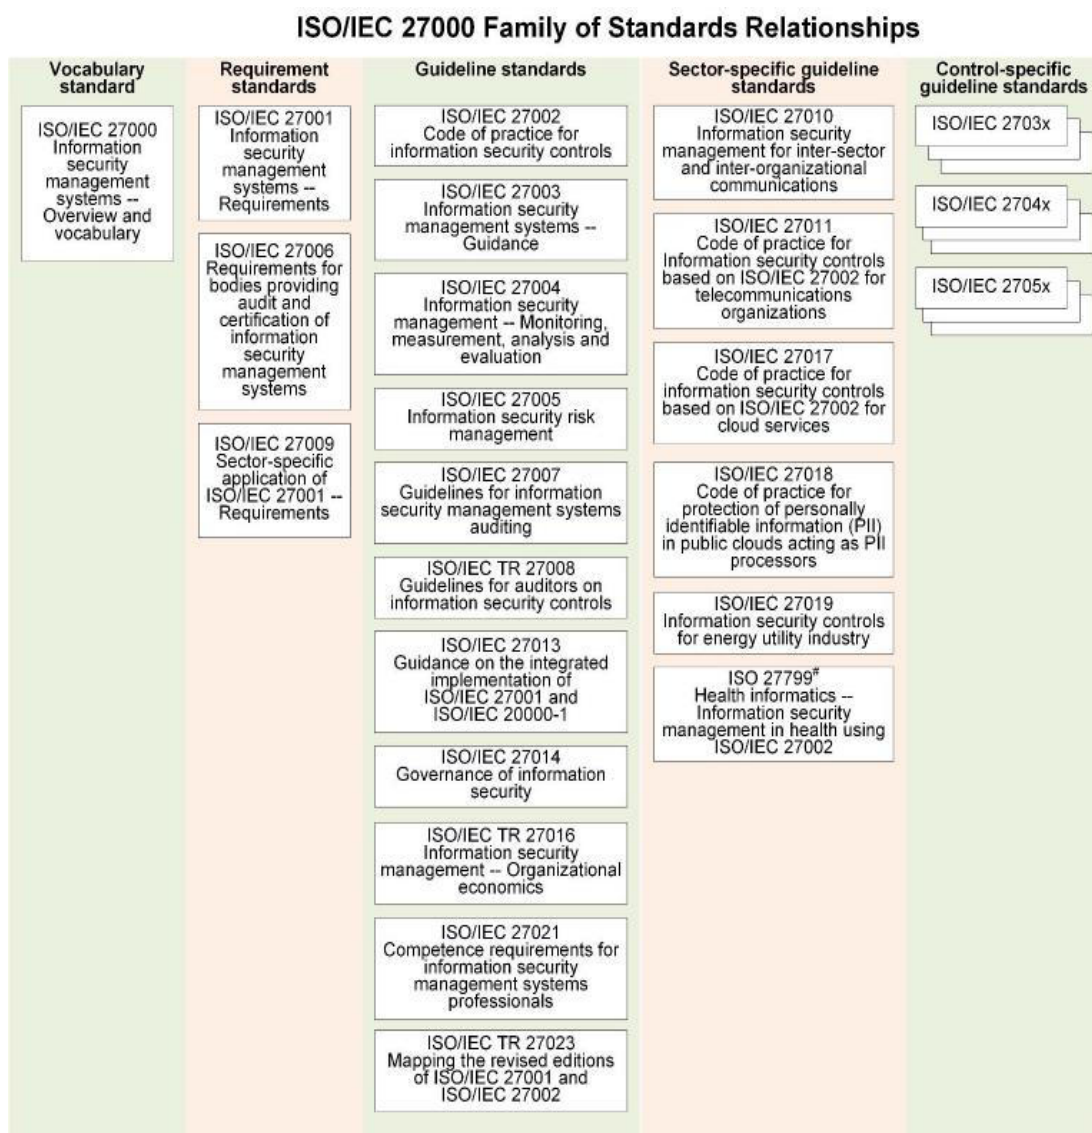 ISO/IEC 27000 Family of Standards Relationships
Vocabulary
standard
ISO/IEC 27000
Information
security
management
systems --
Overview and
vocabulary
Requirement
standards
ISO/IEC 27001
Information
security
management
systems --
Requirements
ISO/IEC 27006
Requirements for
bodies providing
audit and
certification of
information
security
management
systems
ISO/IEC 27009
Sector-specific
application of
ISO/IEC 27001 --
Requirements
Guideline standards
ISO/IEC 27002
Code of practice for
information security controls
ISO/IEC 27003
Information security
management systems --
Guidance
ISO/IEC 27004
Information security
management -- Monitoring,
measurement, analysis and
evaluation
ISO/IEC 27005
Information security risk
management
ISO/IEC 27007
Guidelines for information
security management systems
auditing
ISO/IEC TR 27008
Guidelines for auditors on
information security controls
ISO/IEC 27013
Guidance on the integrated
implementation of
ISO/IEC 27001 and
ISO/IEC 20000-1
ISO/IEC 27014
Governance of information
security
ISO/IEC TR 27016
Information security
management -- Organizational
economics
ISO/IEC 27021
Competence requirements for
information security
management systems
professionals
ISO/IEC TR 27023
Mapping the revised editions
of ISO/IEC 27001 and
ISO/IEC 27002
Sector-specific guideline
standards
ISO/IEC 27010
Information security
management for inter-sector
and inter-organizational
communications
ISO/IEC 27011
Code of practice for
Information security controls
based on ISO/IEC 27002 for
telecommunications
organizations
ISO/IEC 27017
Code of practice for
information security controls
based on ISO/IEC 27002 for
cloud services
ISO/IEC 27018
Code of practice for
protection of personally
identifiable information (PII)
in public clouds acting as PII
processors
ISO/IEC 27019
Information security controls
for energy utility industry
ISO 27799#
Health informatics --
Information security
management in health using
ISO/IEC 27002
Control-specific
guideline standards
ISO/IEC 2703x
ISO/IEC 2704x
ISO/IEC 2705x